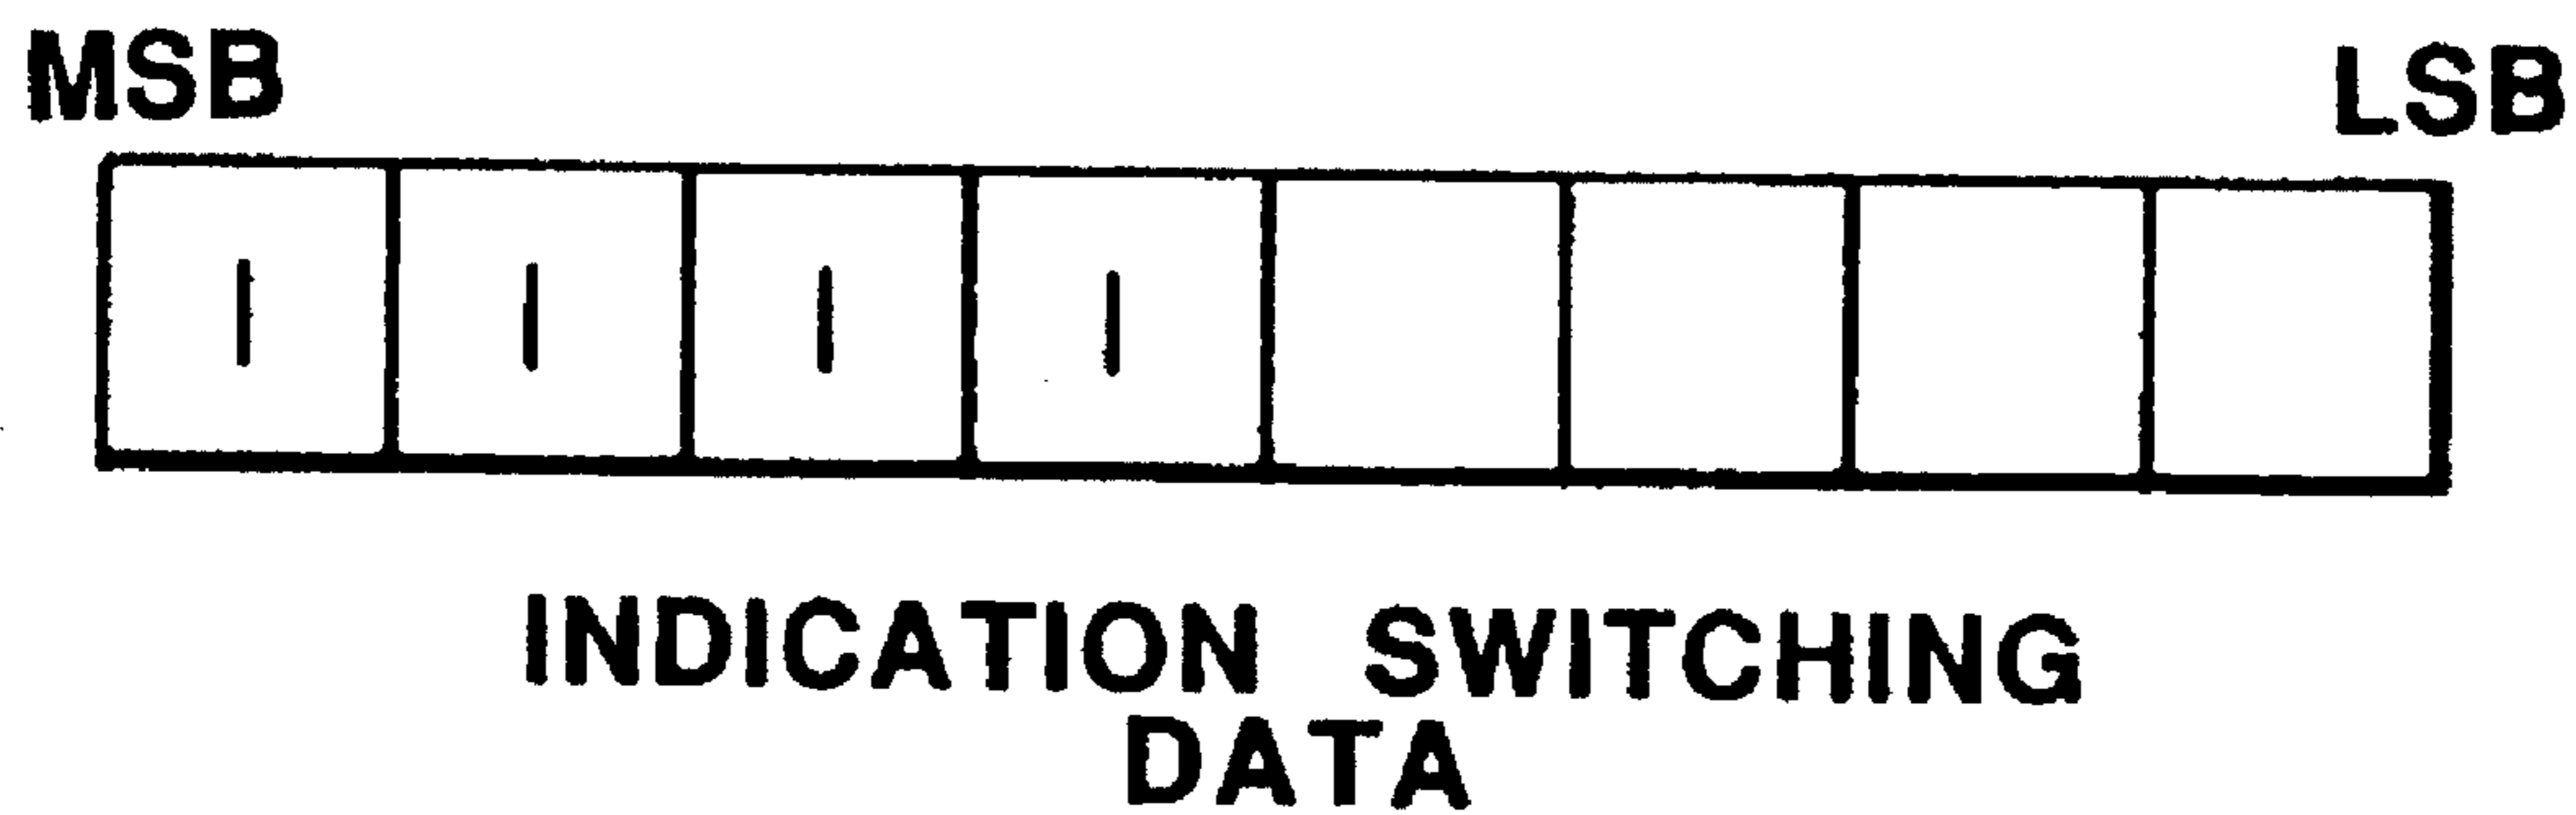 MSB LSB
1 1 1 1
INDICATION SWITCHING
DATA